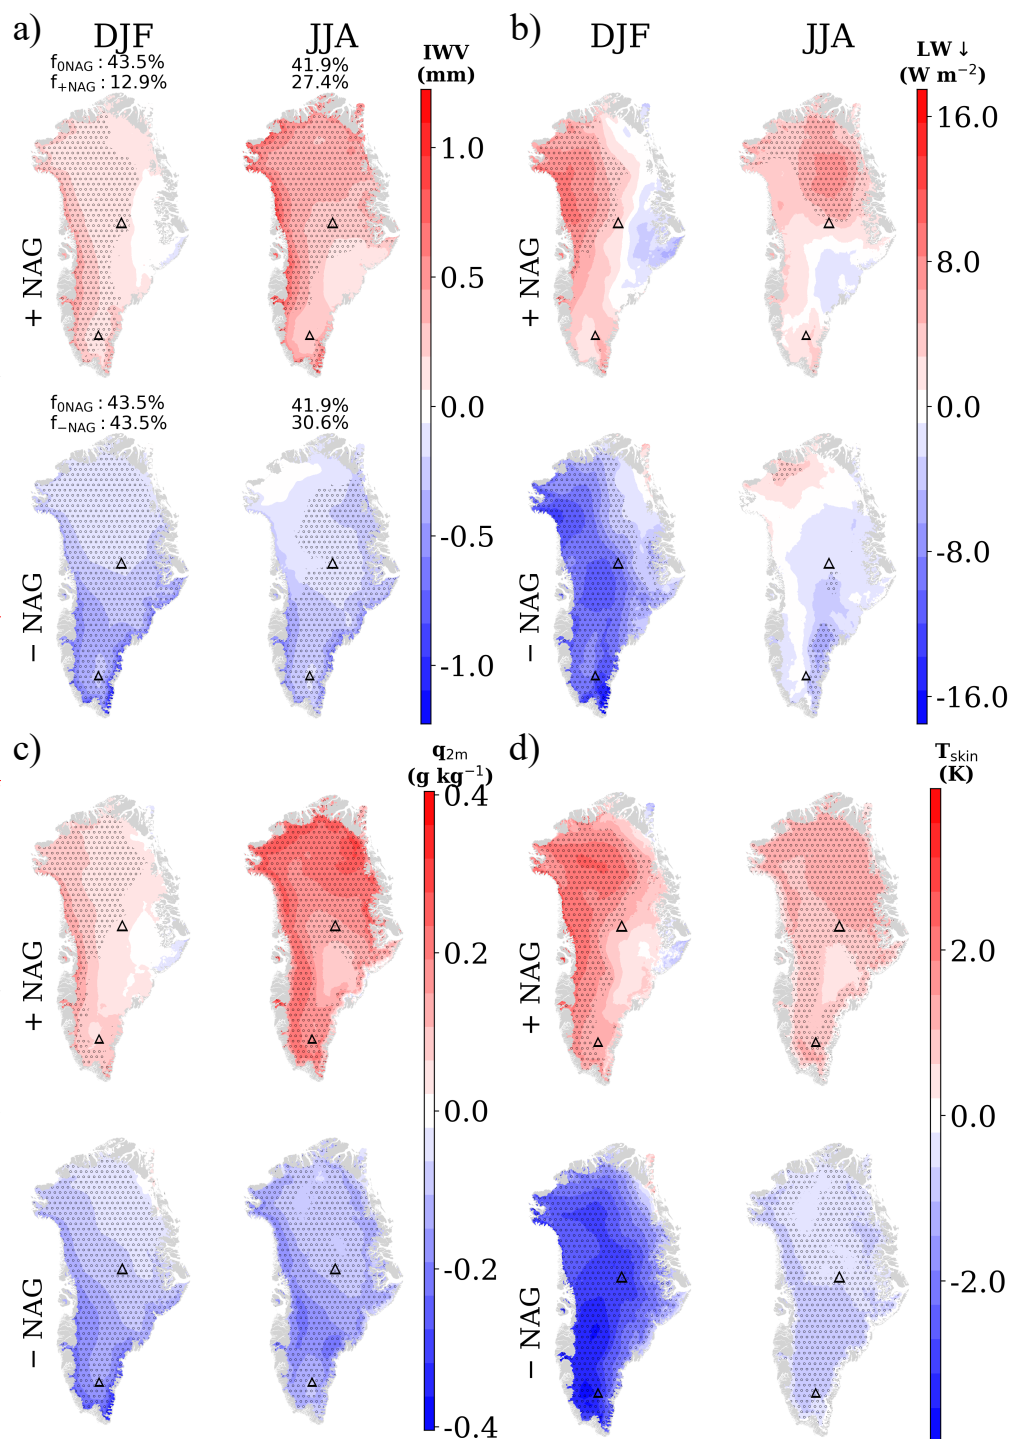 a)
DJF
JJA
IWV
(mm)
f0NAG : 43.5%
f+NAG : 12.9%
41.9%
27.4%
+ NAG
1.0
0.5
0.0
-0.5
-1.0
f0NAG : 43.5%
f−NAG : 43.5%
41.9%
30.6%
− NAG
b)
DJF
JJA
LW ↓
(W m−2)
+ NAG
− NAG
16.0
8.0
0.0
-8.0
-16.0
c)
q2m
(g kg−1)
+ NAG
− NAG
0.4
0.2
0.0
-0.2
-0.4
d)
Tskin
(K)
+ NAG
− NAG
2.0
0.0
-2.0